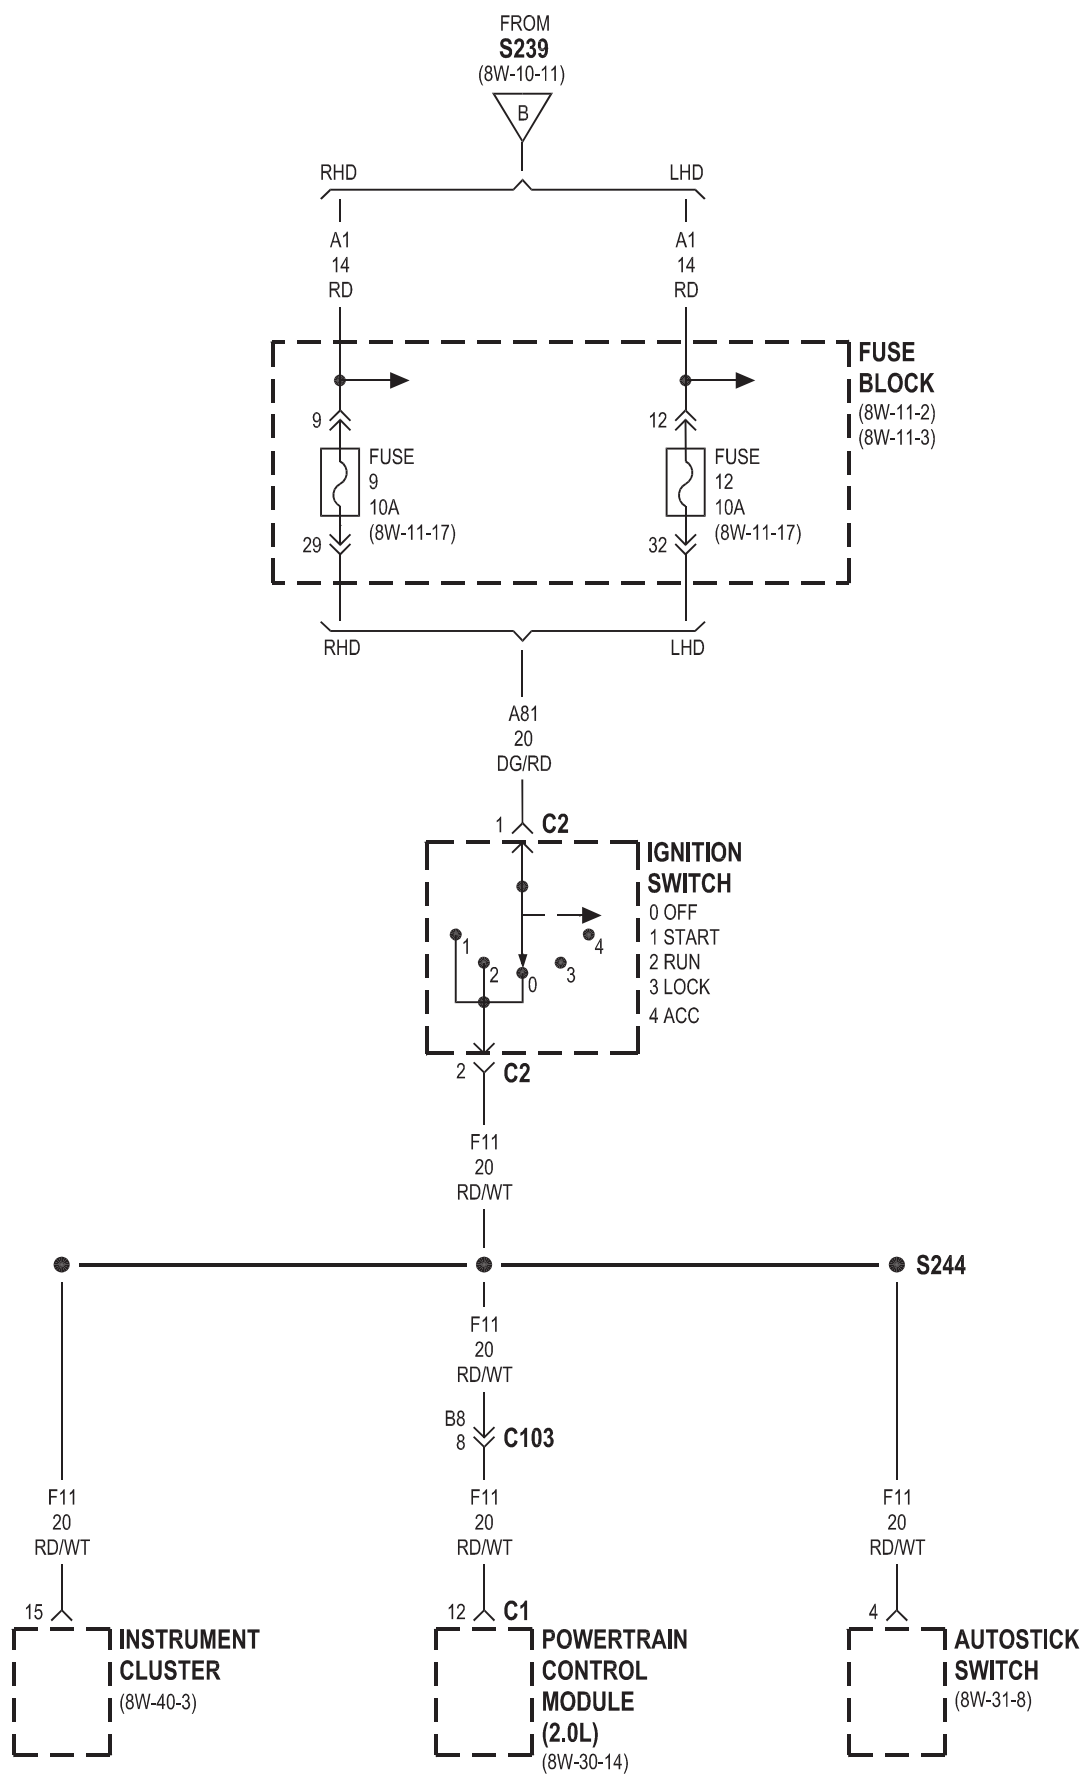 FROM
S239
(8W-10-11)
B
RHD
LHD
A1
14
RD
A1
14
RD
FUSE
BLOCK
(8W-11-2)
(8W-11-3)
9
FUSE
9
10A
(8W-11-17)
29
12
FUSE
12
10A
(8W-11-17)
32
RHD
LHD
A81
20
DG/RD
1 C2
IGNITION
SWITCH
0 OFF
1 START
2 RUN
3 LOCK
4 ACC
1
2
0
3
4
2 C2
F11
20
RD/WT
S244
F11
20
RD/WT
B8
8
C103
F11
20
RD/WT
F11
20
RD/WT
F11
20
RD/WT
15
INSTRUMENT
CLUSTER
(8W-40-3)
12 C1
POWERTRAIN
CONTROL
MODULE
(2.0L)
(8W-30-14)
4
AUTOSTICK
SWITCH
(8W-31-8)